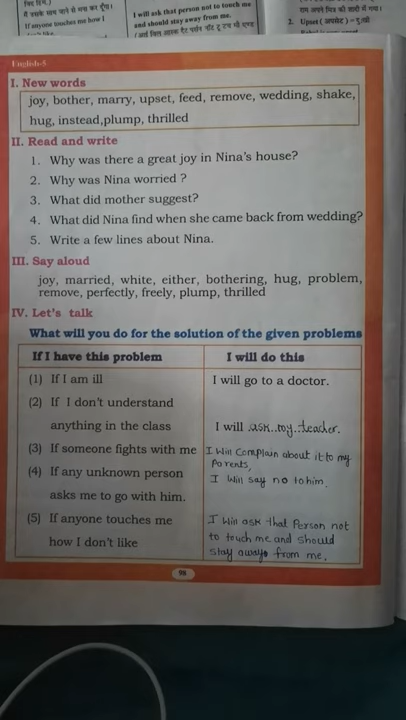 I will ask that person not to touch me
and should stay away from me.
If anyone touches me how I
English-5
I. New words
joy, bother, marry, upset, feed, remove, wedding, shake,
hug, instead,plump, thrilled
II. Read and write
1. Why was there a great joy in Nina's house?
2. Why was Nina worried ?
3. What did mother suggest?
4. What did Nina find when she came back from wedding?
5. Write a few lines about Nina.
III. Say aloud
joy, married, white, either, bothering, hug, problem,
remove, perfectly, freely, plump, thrilled
IV. Let's talk
What will you do for the solution of the given problems
If I have this problem I will do this
(1) If I am ill I will go to a doctor.
(2) If I don't understand
anything in the class I will .ask..my..teacher.
(3) If someone fights with me I Will Complain about it to my
Parents,
(4) If any unknown person I Will say no to him.
asks me to go with him.
(5) If anyone touches me I Will ask that Person not
how I don't like to touch me and should
stay awayo from me.
98